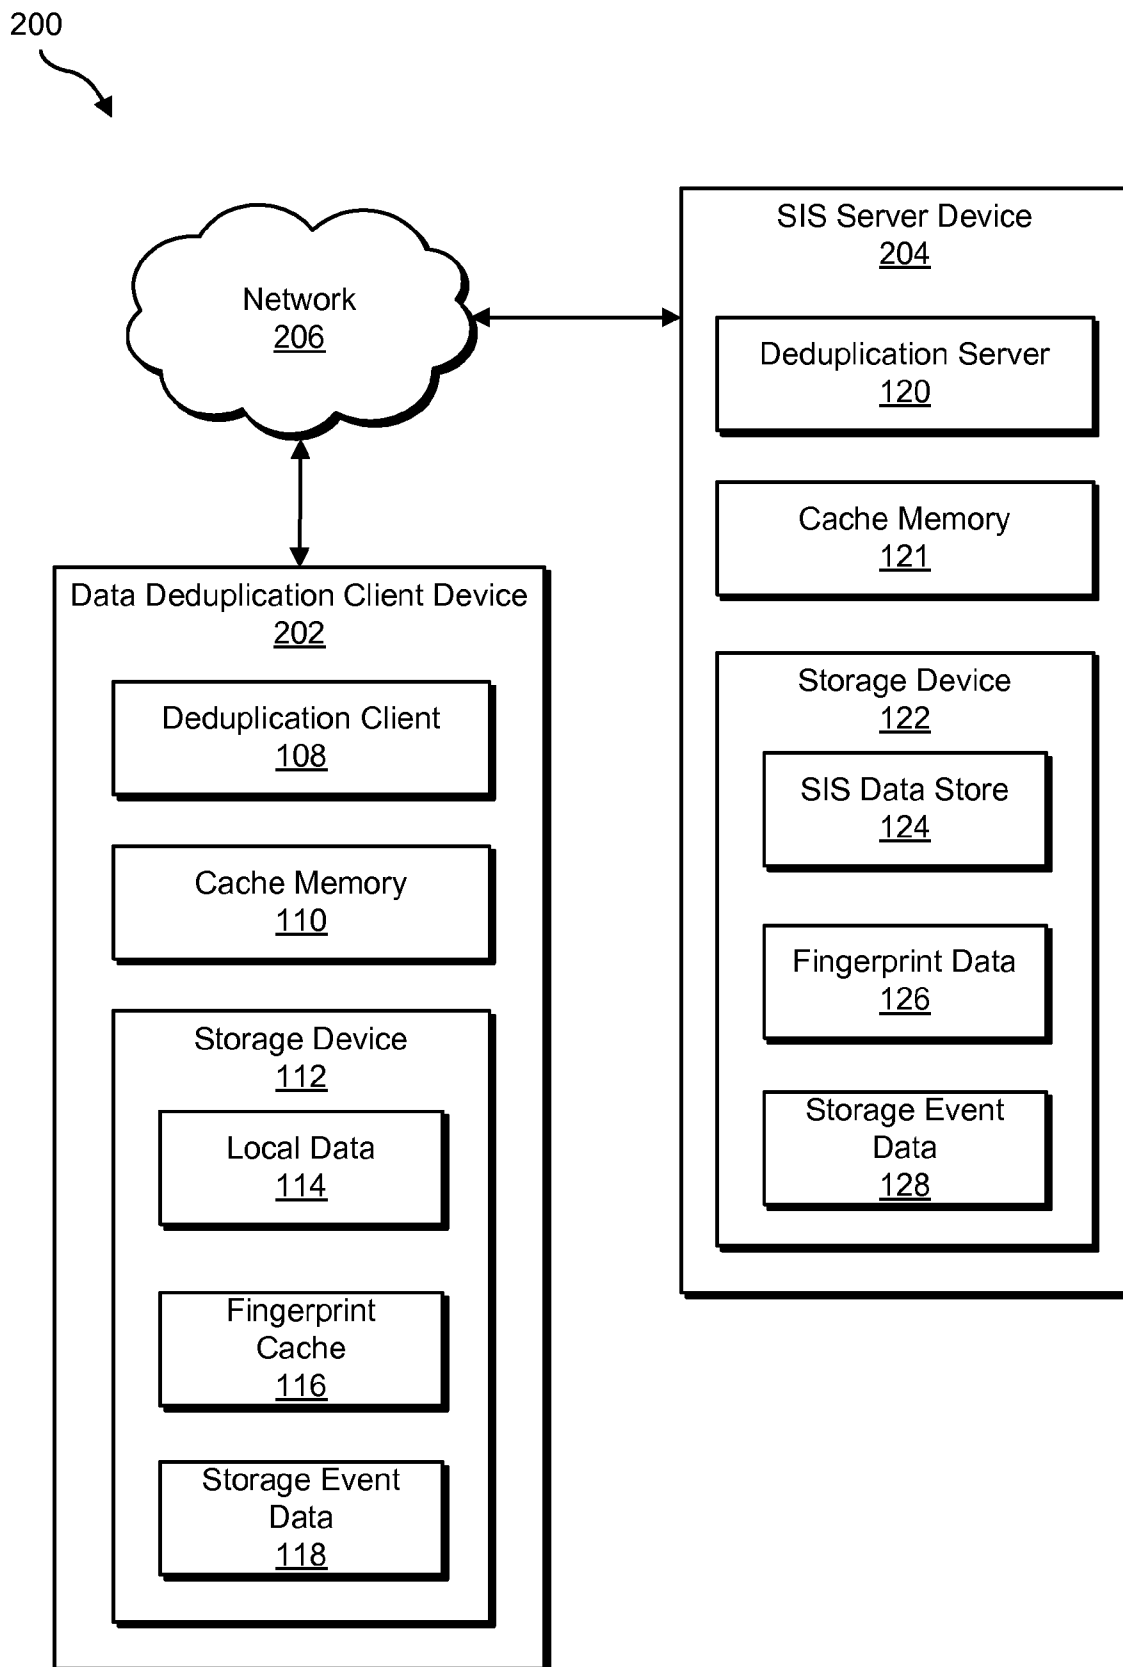 200
Network
206
SIS Server Device
204
Deduplication Server
120
Cache Memory
121
Storage Device
122
SIS Data Store
124
Fingerprint Data
126
Storage Event
Data
128
Data Deduplication Client Device
202
Deduplication Client
108
Cache Memory
110
Storage Device
112
Local Data
114
Fingerprint
Cache
116
Storage Event
Data
118